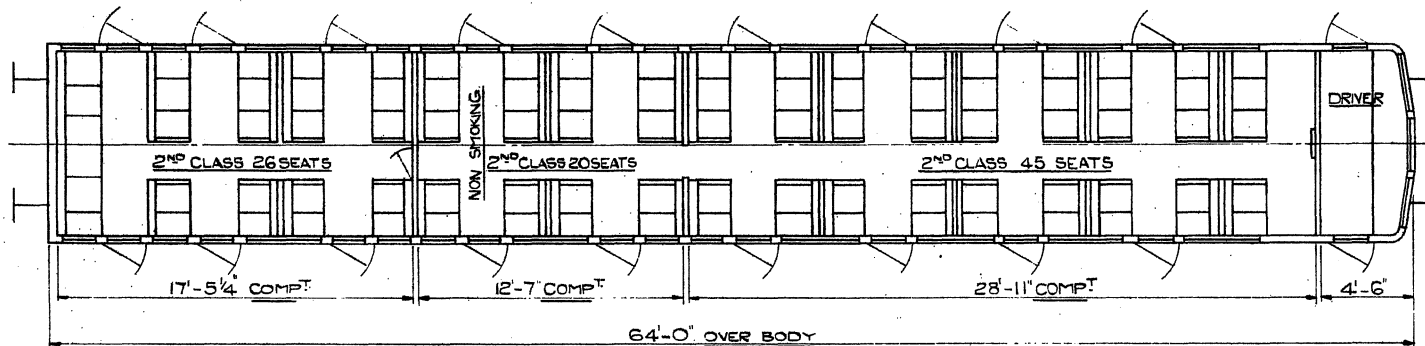 DRIVER
NON SMOKING.
2ND CLASS 26 SEATS
2ND CLASS 20 SEATS
2ND CLASS 45 SEATS
17'-5¼" COMPT.
12'-7" COMPT.
28'-11" COMPT.
4'-6"
64'-0" OVER BODY